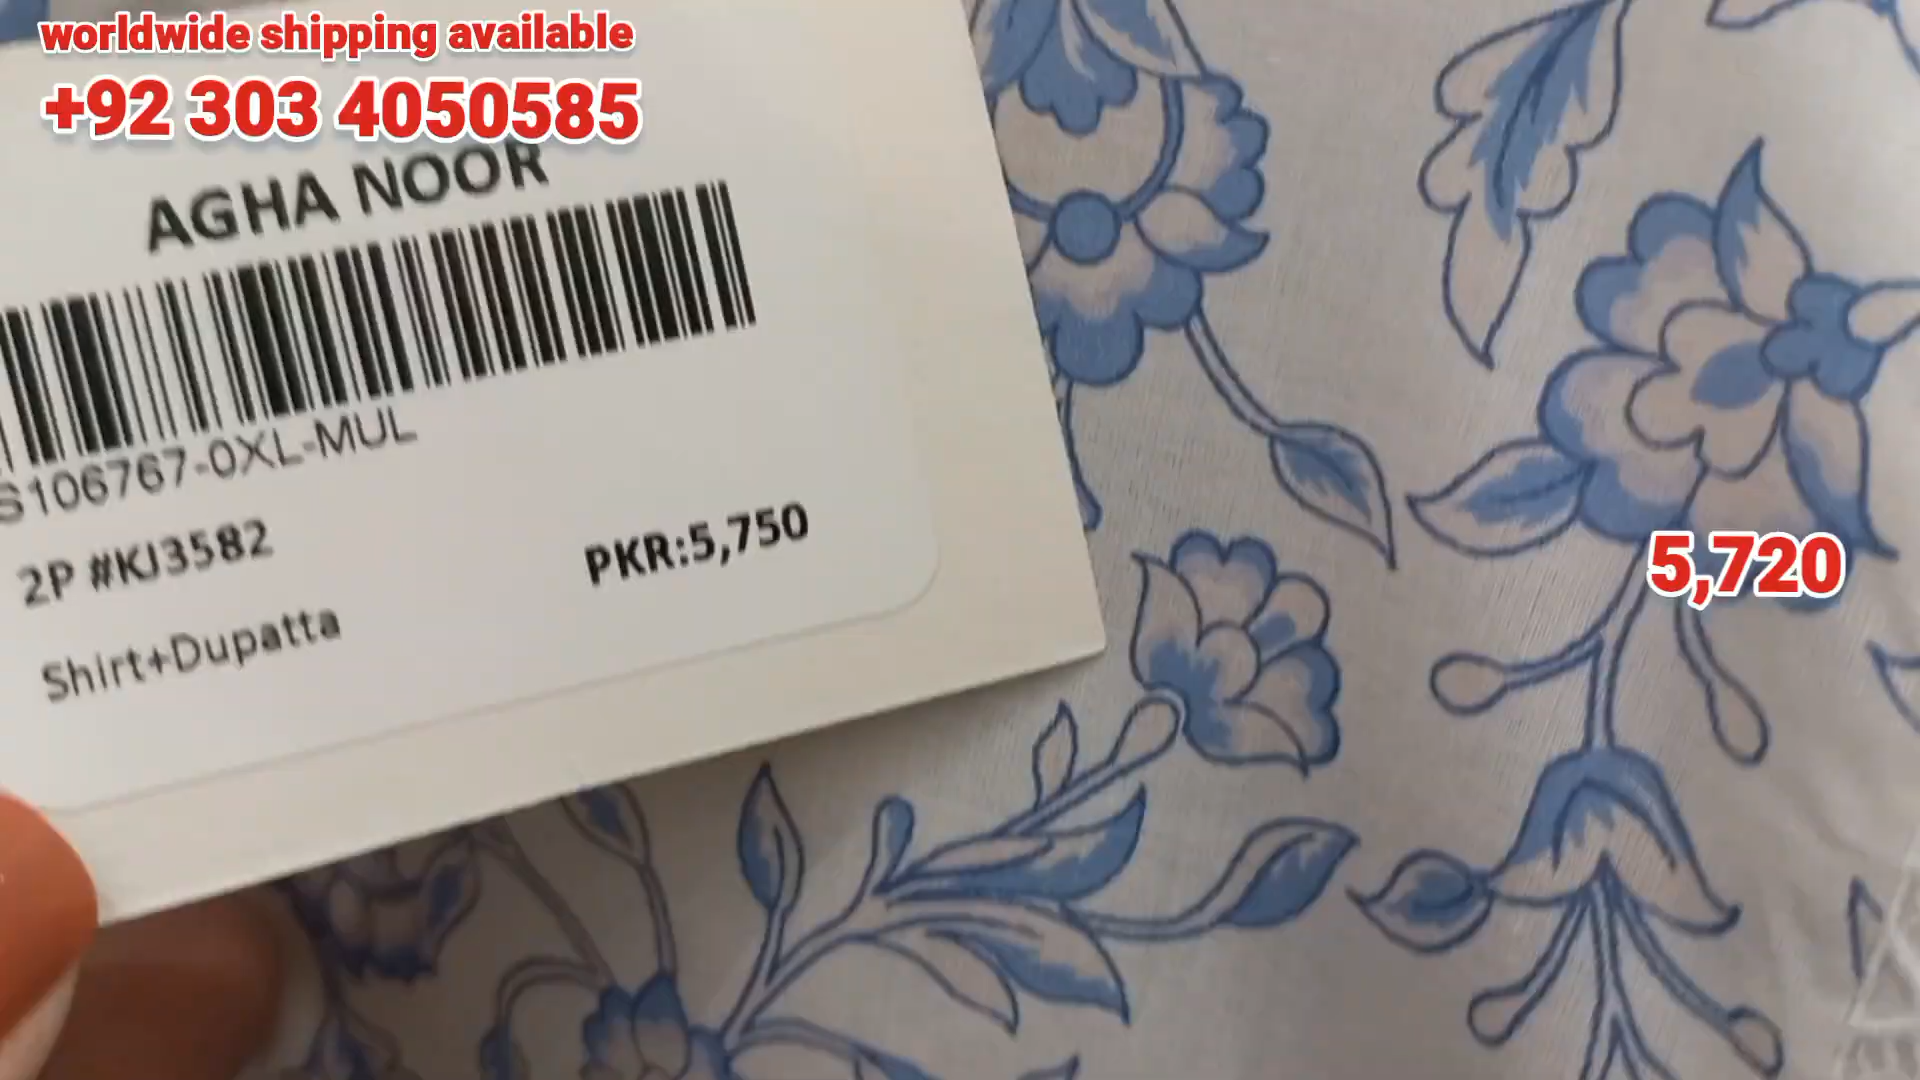 worldwide shipping available
+92 303 4050585
AGHA NOOR
S106767-0XL-MUL
2P #KJ3582
PKR:5,750
Shirt+Dupatta
5,720